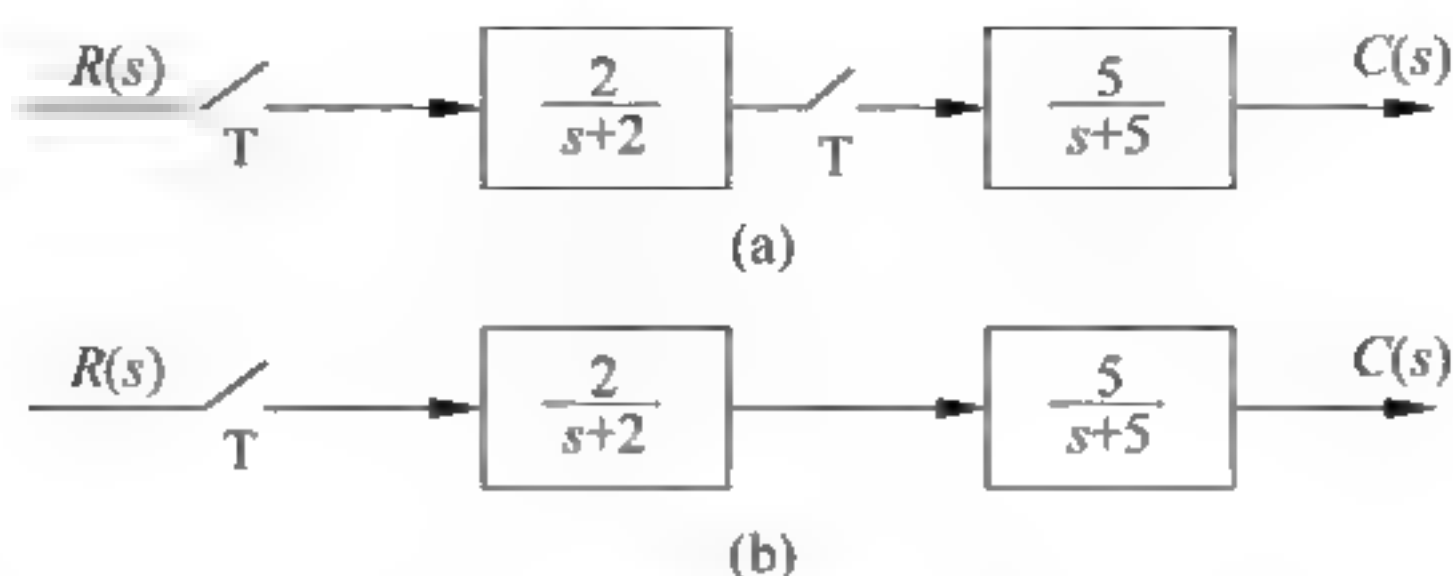 R(s) T 2/(s+2) T 5/(s+5) C(s)
(a)
R(s) T 2/(s+2) 5/(s+5) C(s)
(b)